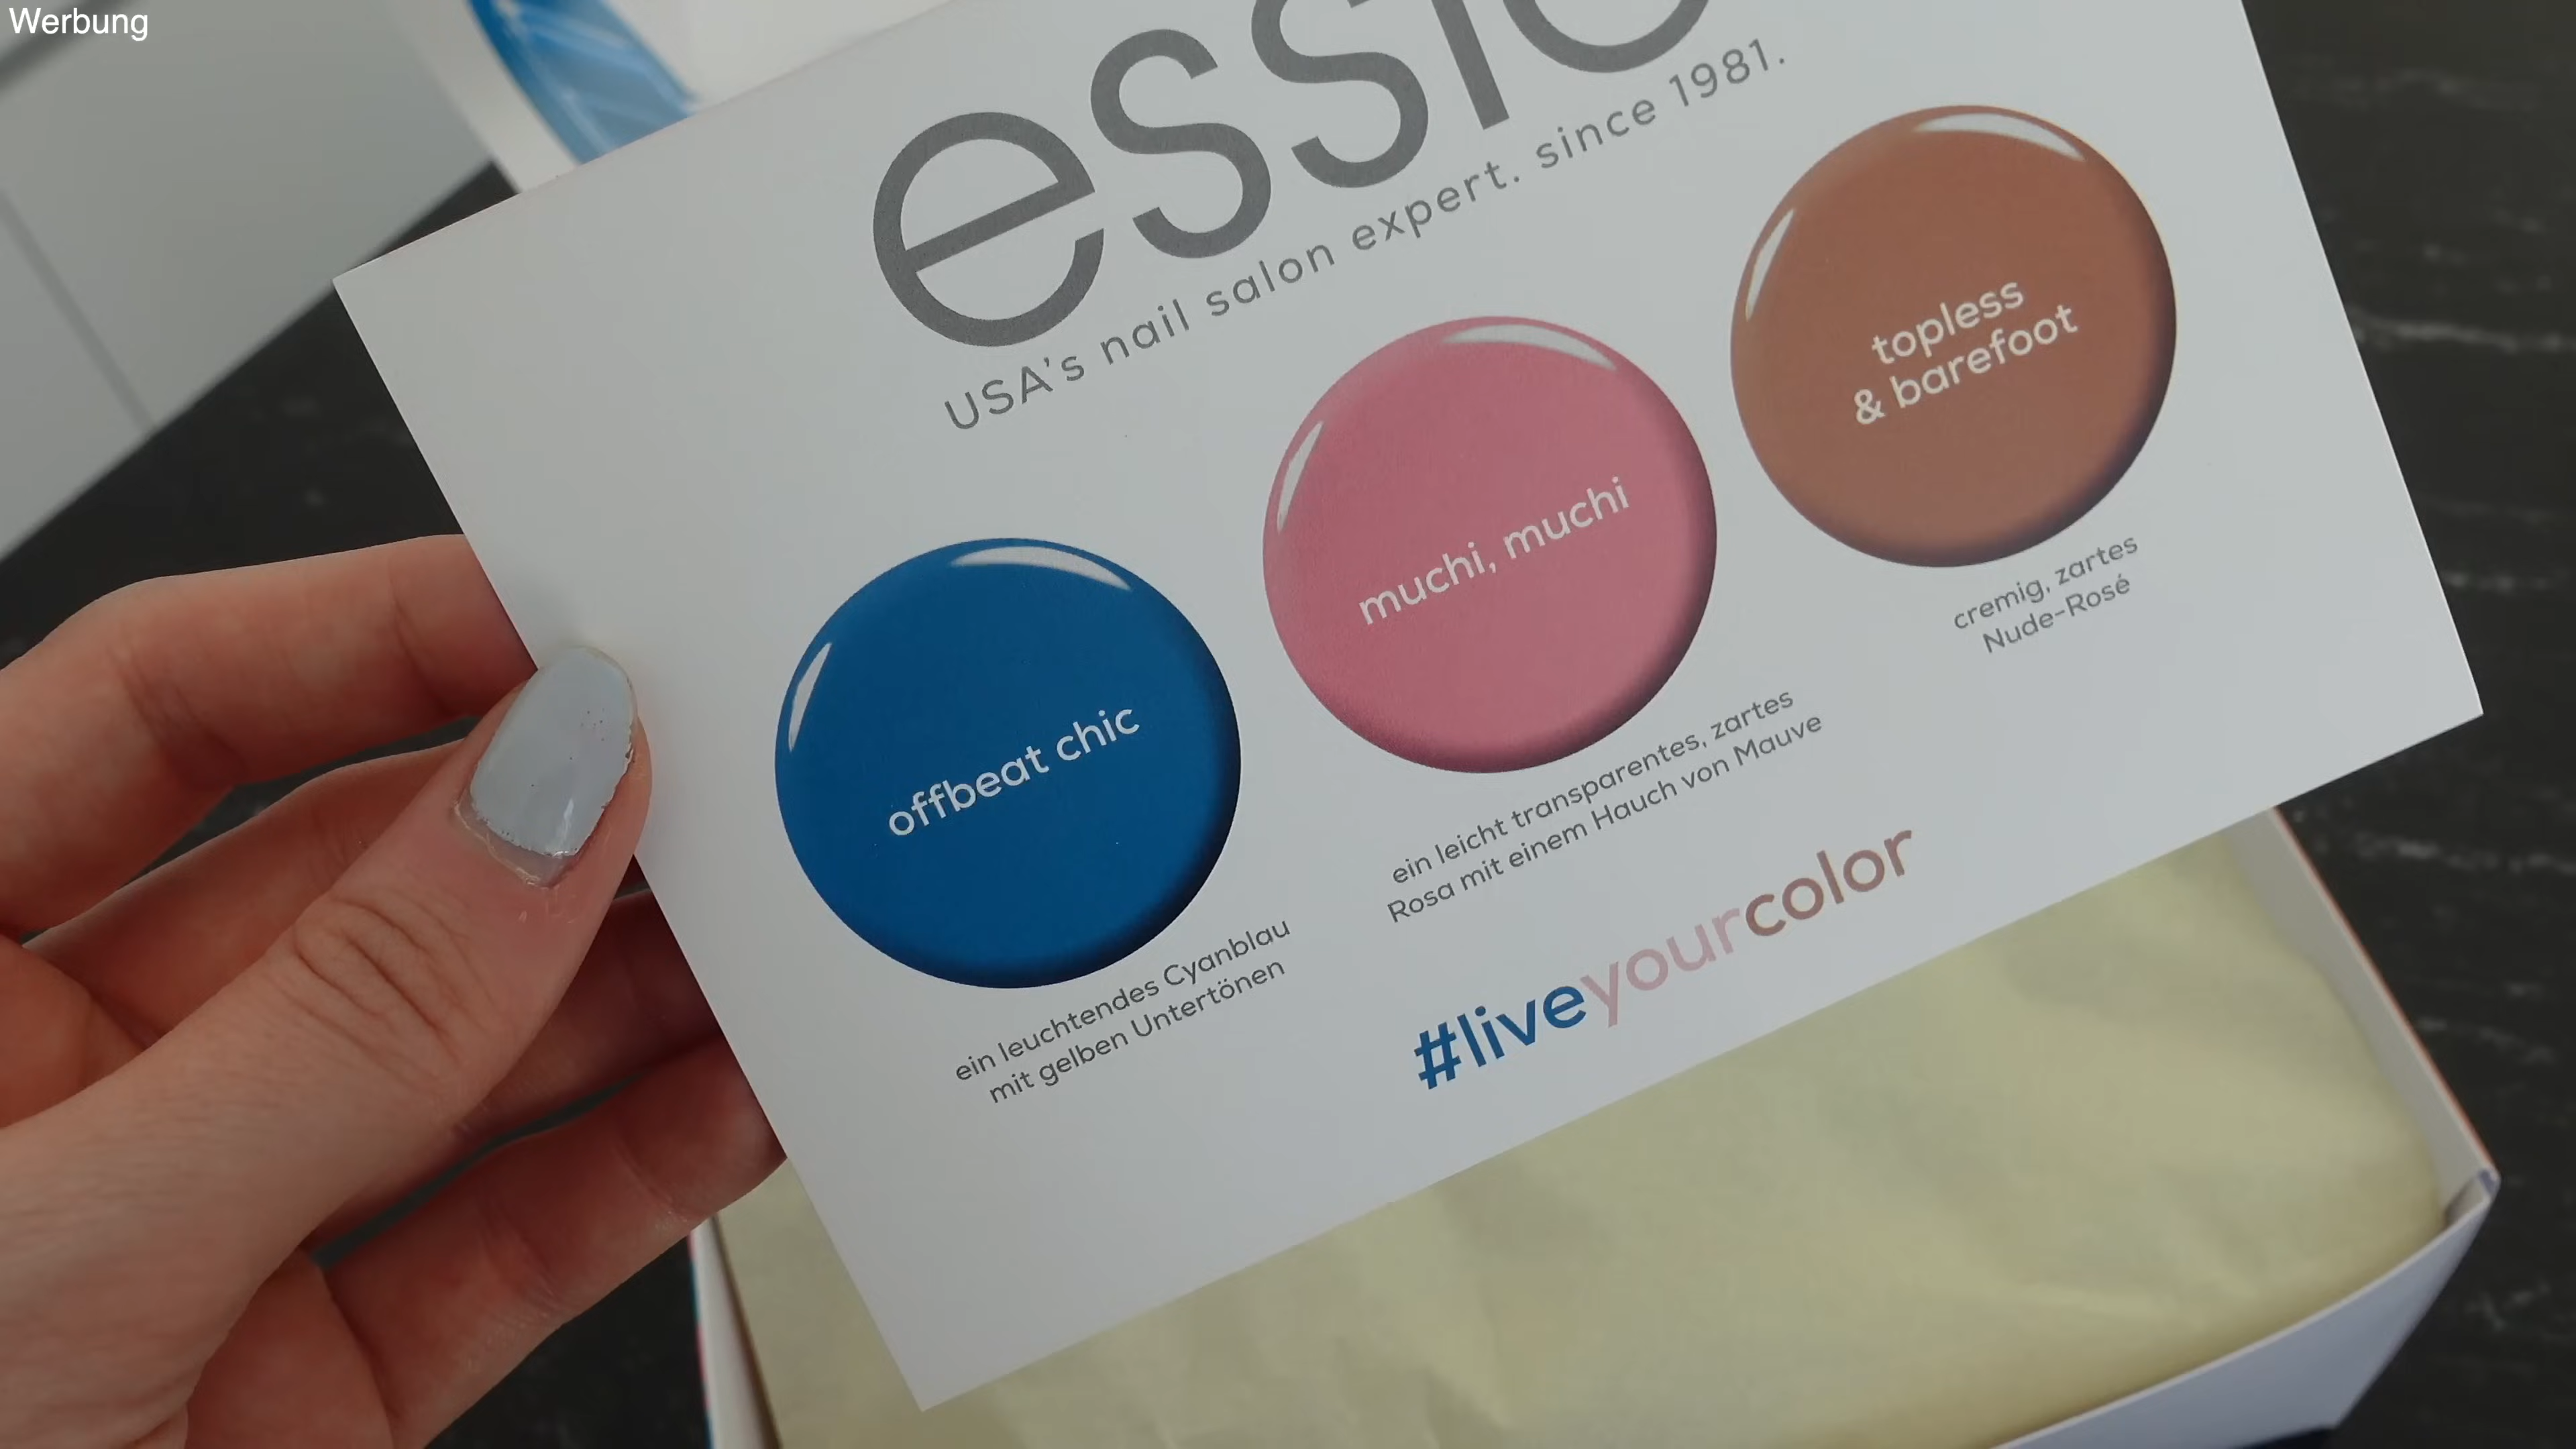 Werbung
essie
USA's nail salon expert. since 1981.
offbeat chic
ein leuchtendes Cyanblau
mit gelben Untertönen
muchi, muchi
ein leicht transparentes, zartes
Rosa mit einem Hauch von Mauve
topless
& barefoot
cremig, zartes
Nude-Rosé
#liveyourcolor